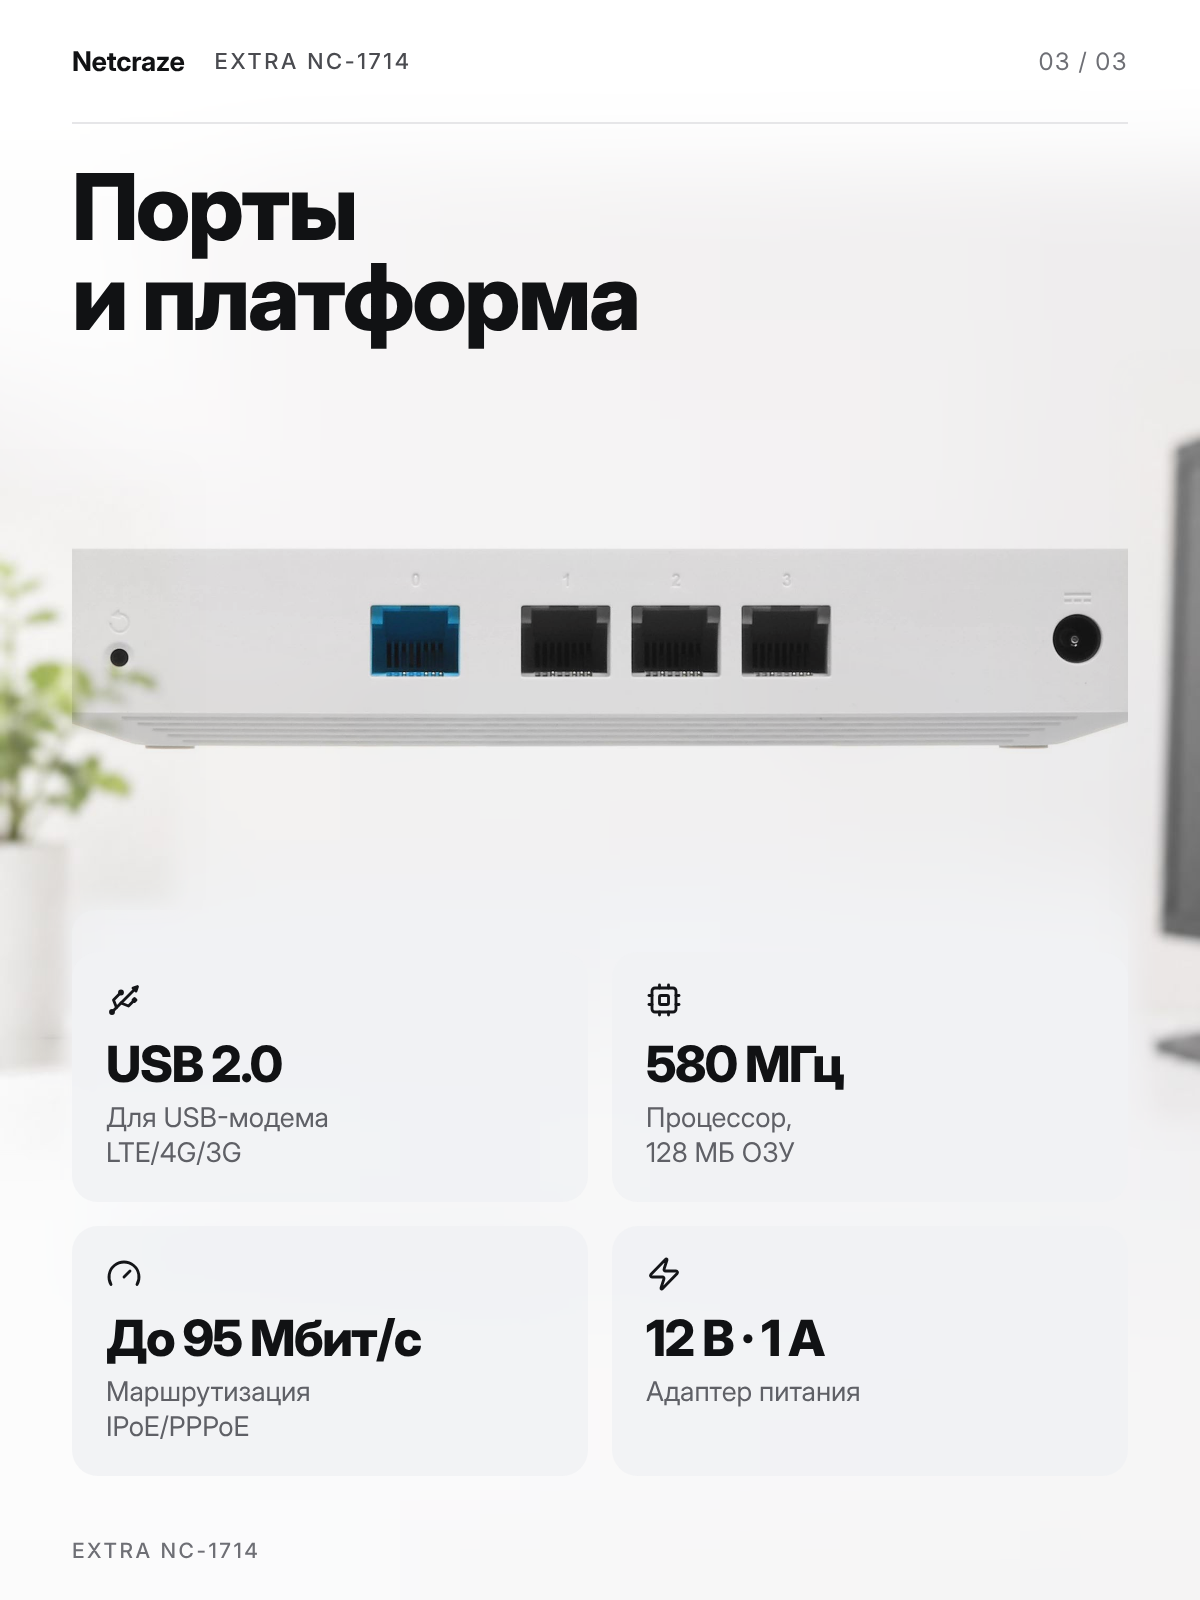 Netcraze EXTRA NC-1714 03 / 03
Порты
и платформа
0 1 2 3
USB 2.0
Для USB-модема
LTE/4G/3G
580 МГц
Процессор,
128 МБ ОЗУ
До 95 Мбит/с
Маршрутизация
IPoE/PPPoE
12 В · 1 А
Адаптер питания
EXTRA NC-1714